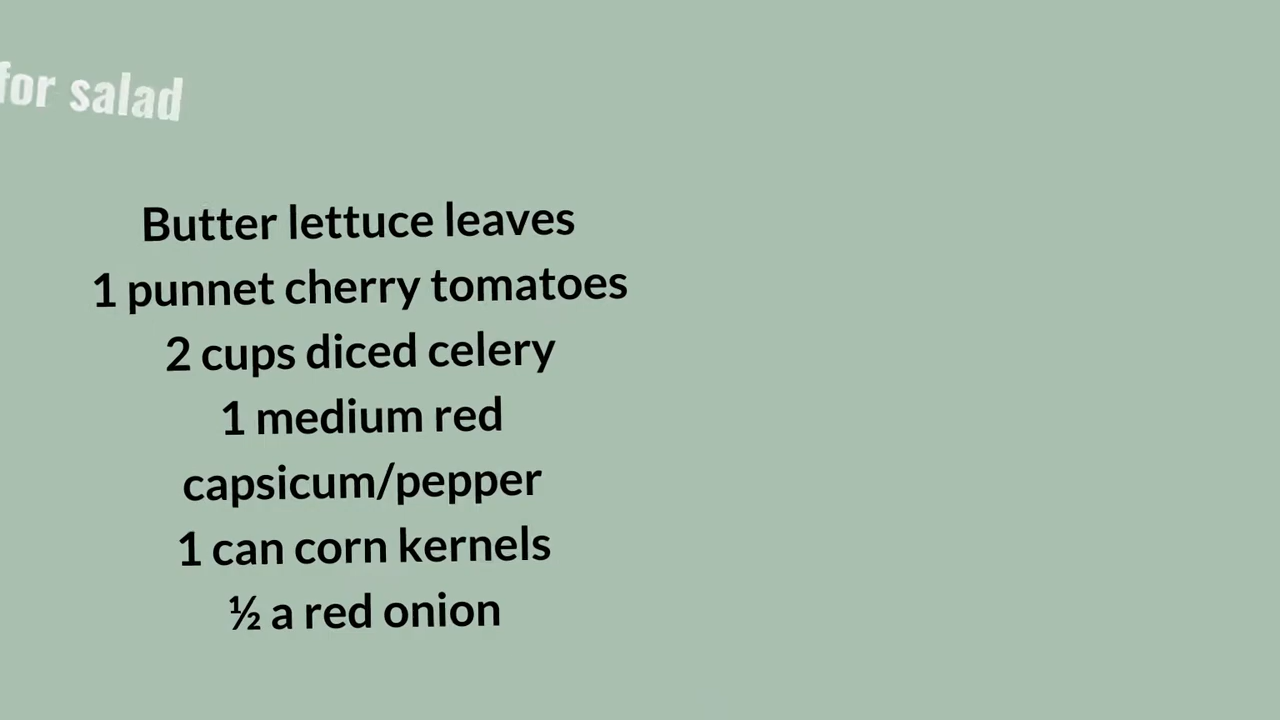 for salad
Butter lettuce leaves
1 punnet cherry tomatoes
2 cups diced celery
1 medium red
capsicum/pepper
1 can corn kernels
½ a red onion